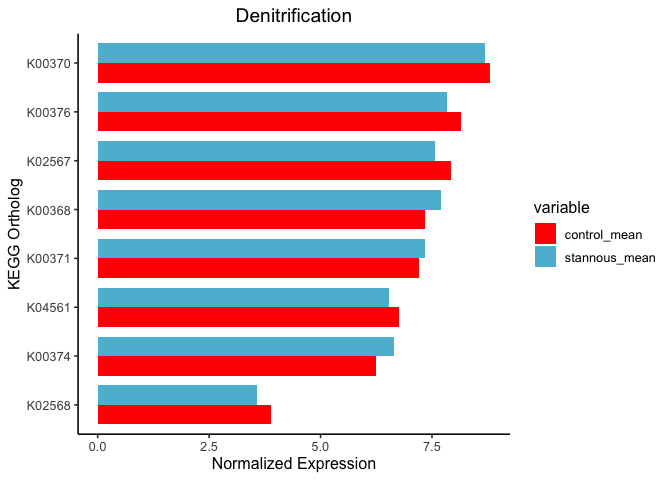 Denitrification
KEGG Ortholog
K00370
K00376
K02567
K00368
K00371
K04561
K00374
K02568
0.0
2.5
5.0
7.5
Normalized Expression
variable
control_mean
stannous_mean